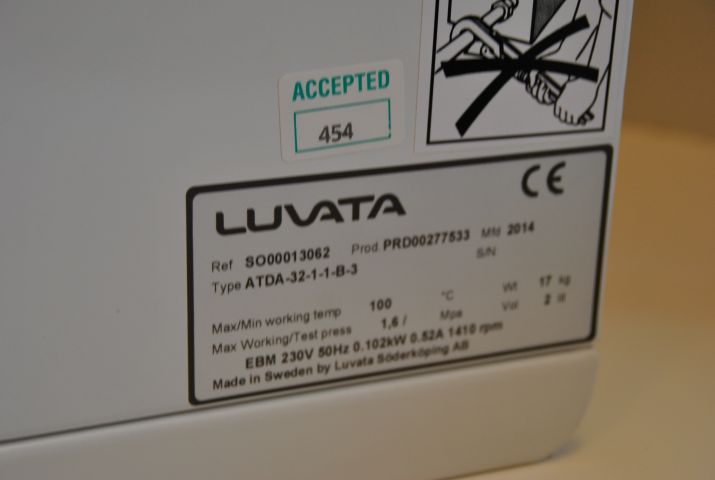 ACCEPTED
454
LUVATA CE
Ref SO00013062 Prod PRD00277533 Mfd 2014
Type ATDA-32-1-1-B-3 S/N
Max/Min working temp 100 °C Wt 17 kg
Max Working/Test press 1,6 / Mpa Vol 2 lit
EBM 230V 50Hz 0.102kW 0.52A 1410 rpm
Made in Sweden by Luvata Söderköping AB